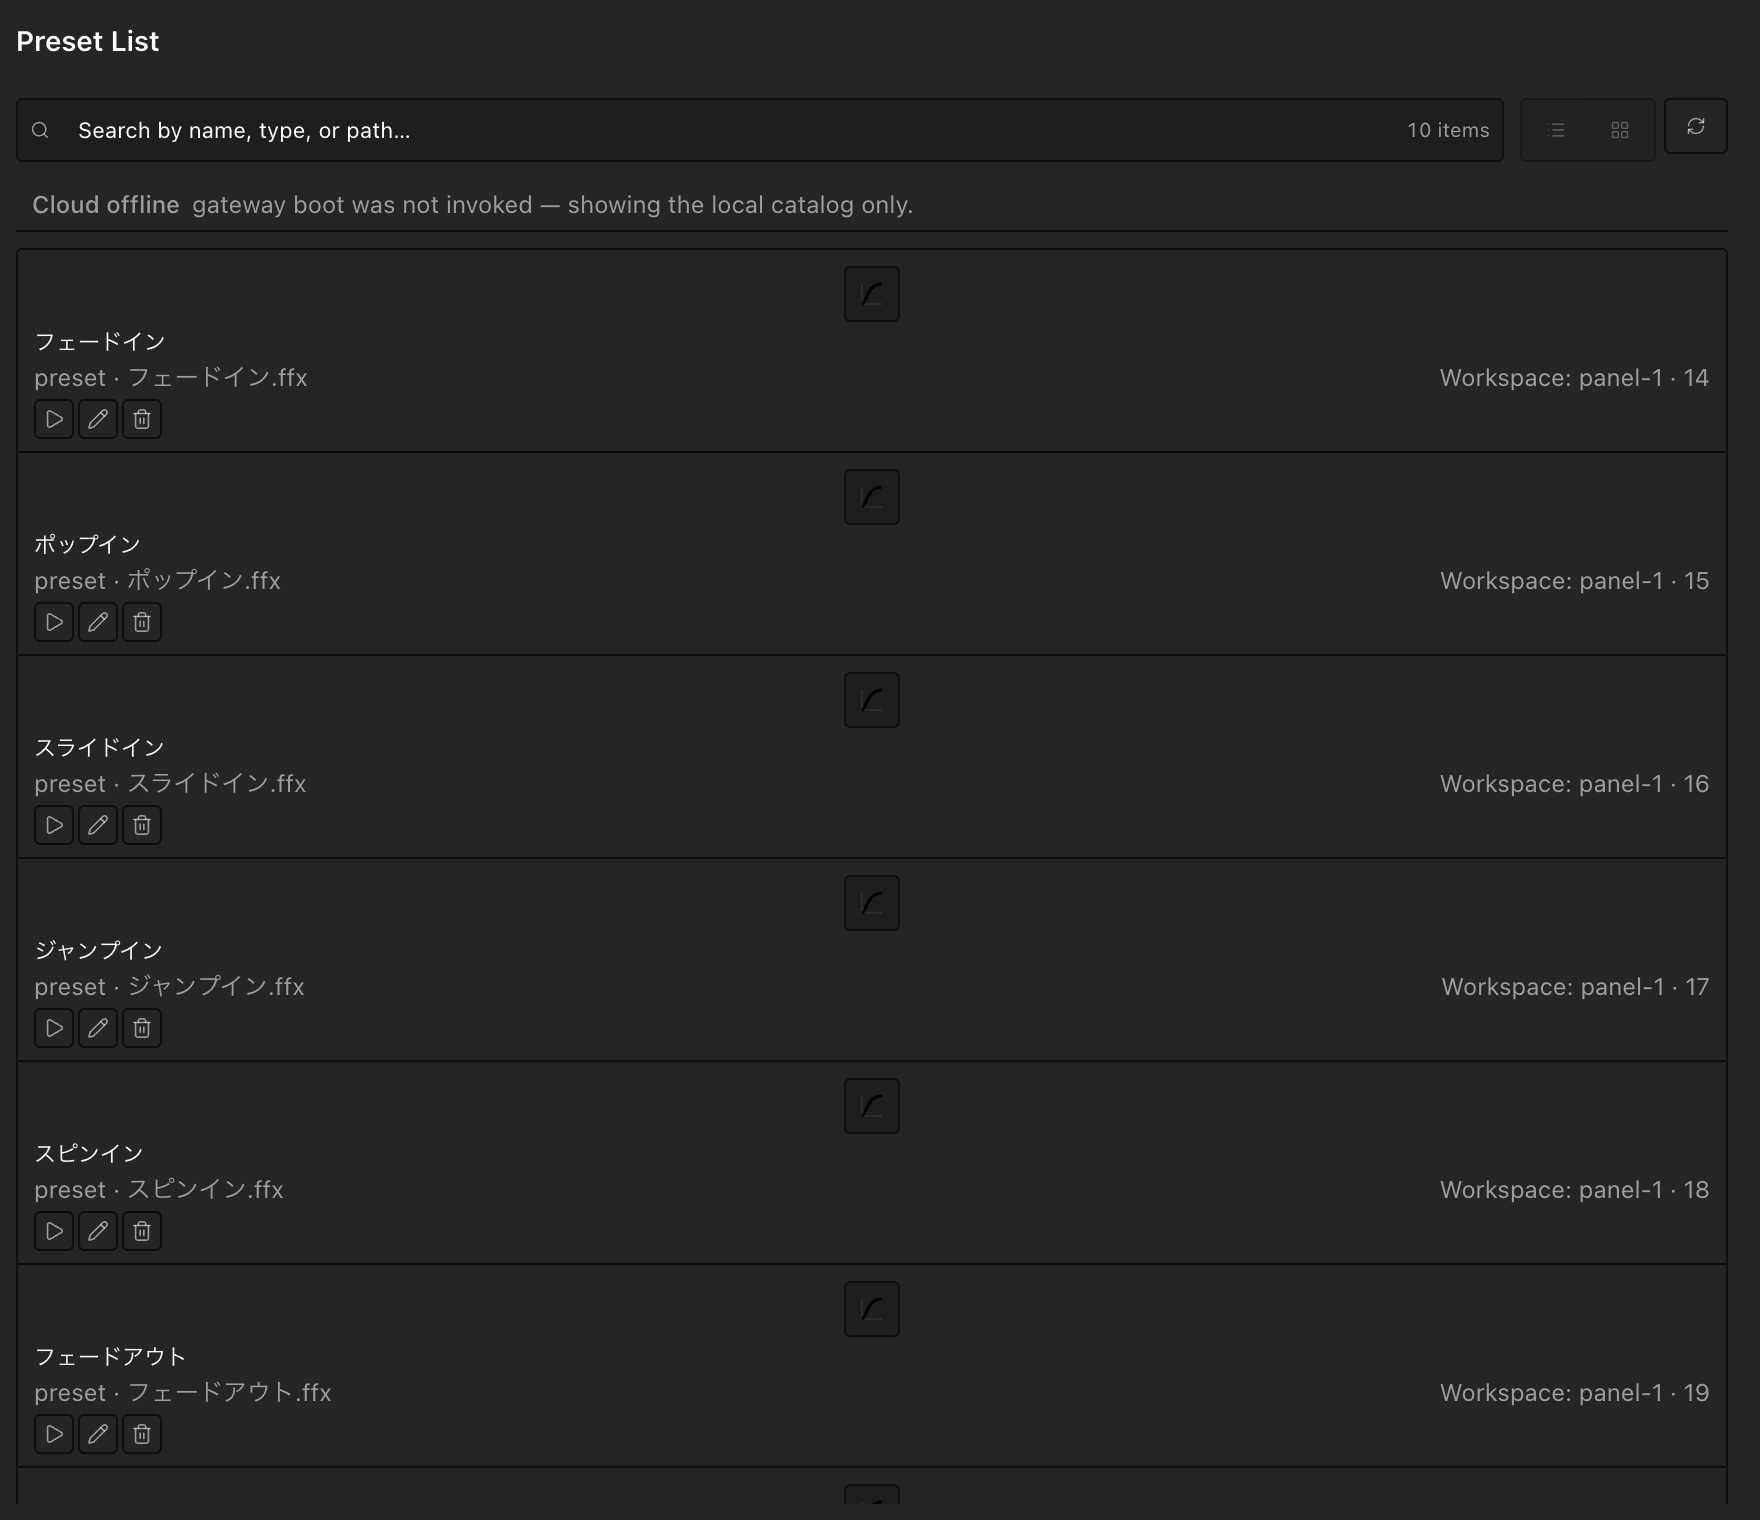 Preset List
Search by name, type, or path...
10 items
Cloud offline gateway boot was not invoked — showing the local catalog only.
フェードイン
preset · フェードイン.ffx
Workspace: panel-1 · 14
ポップイン
preset · ポップイン.ffx
Workspace: panel-1 · 15
スライドイン
preset · スライドイン.ffx
Workspace: panel-1 · 16
ジャンプイン
preset · ジャンプイン.ffx
Workspace: panel-1 · 17
スピンイン
preset · スピンイン.ffx
Workspace: panel-1 · 18
フェードアウト
preset · フェードアウト.ffx
Workspace: panel-1 · 19